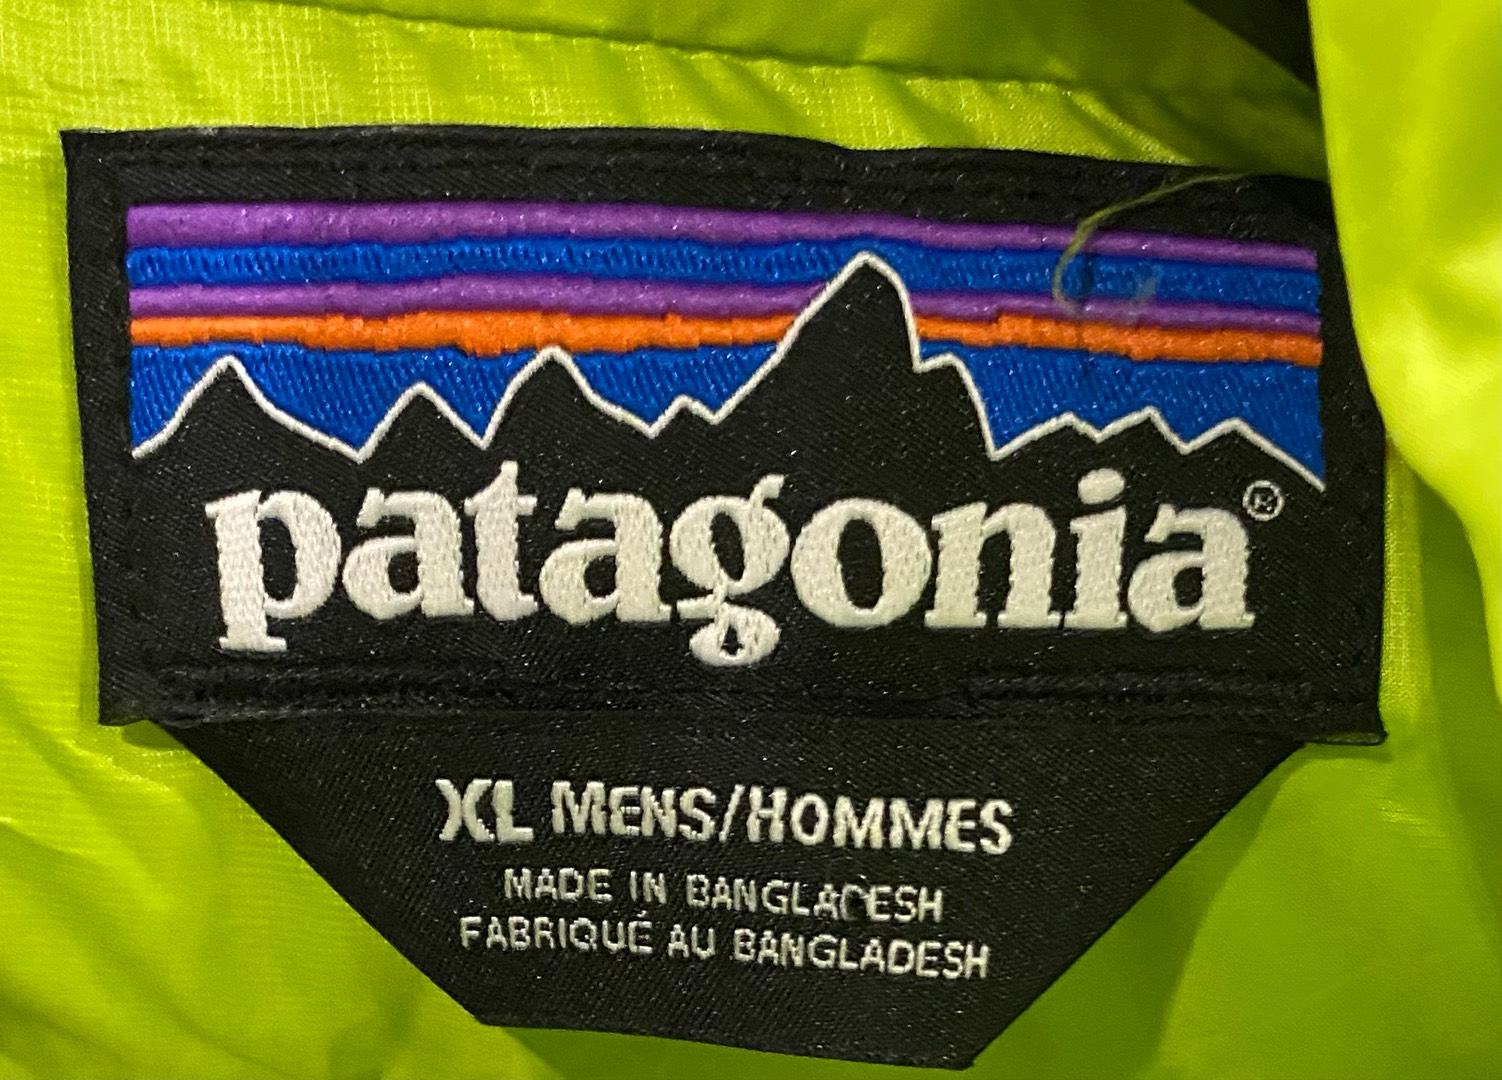 patagonia®
XL MENS/HOMMES
MADE IN BANGLADESH
FABRIQUÉ AU BANGLADESH